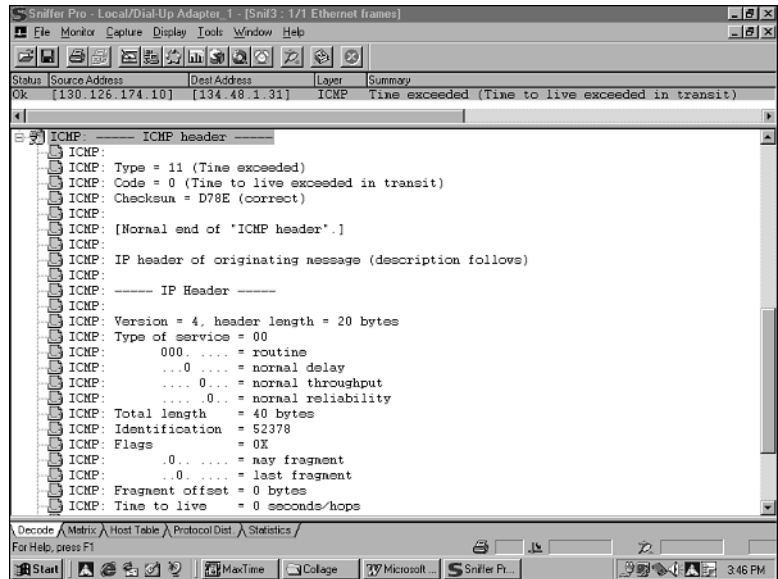 Sniffer Pro - Local/Dial-Up Adapter_1 - [Snif3 : 1/1 Ethernet frames]
File Monitor Capture Display Tools Window Help
Status Source Address Dest Address Layer Summary
Ok [130.126.174.10] [134.48.1.31] ICMP Time exceeded (Time to live exceeded in transit)
ICMP: ----- ICMP header -----
ICMP:
ICMP: Type = 11 (Time exceeded)
ICMP: Code = 0 (Time to live exceeded in transit)
ICMP: Checksum = D78E (correct)
ICMP:
ICMP: [Normal end of "ICMP header".]
ICMP:
ICMP: IP header of originating message (description follows)
ICMP:
ICMP: ----- IP Header -----
ICMP:
ICMP: Version = 4, header length = 20 bytes
ICMP: Type of service = 00
ICMP: 000. .... = routine
ICMP: ...0 .... = normal delay
ICMP: .... 0... = normal throughput
ICMP: .... .0.. = normal reliability
ICMP: Total length = 40 bytes
ICMP: Identification = 52378
ICMP: Flags = 0X
ICMP: .0.. .... = may fragment
ICMP: ..0. .... = last fragment
ICMP: Fragment offset = 0 bytes
ICMP: Time to live = 0 seconds/hops
Decode Matrix Host Table Protocol Dist. Statistics
For Help, press F1
Start MaxTime Collage Microsoft ... Sniffer Pr... 3:46 PM